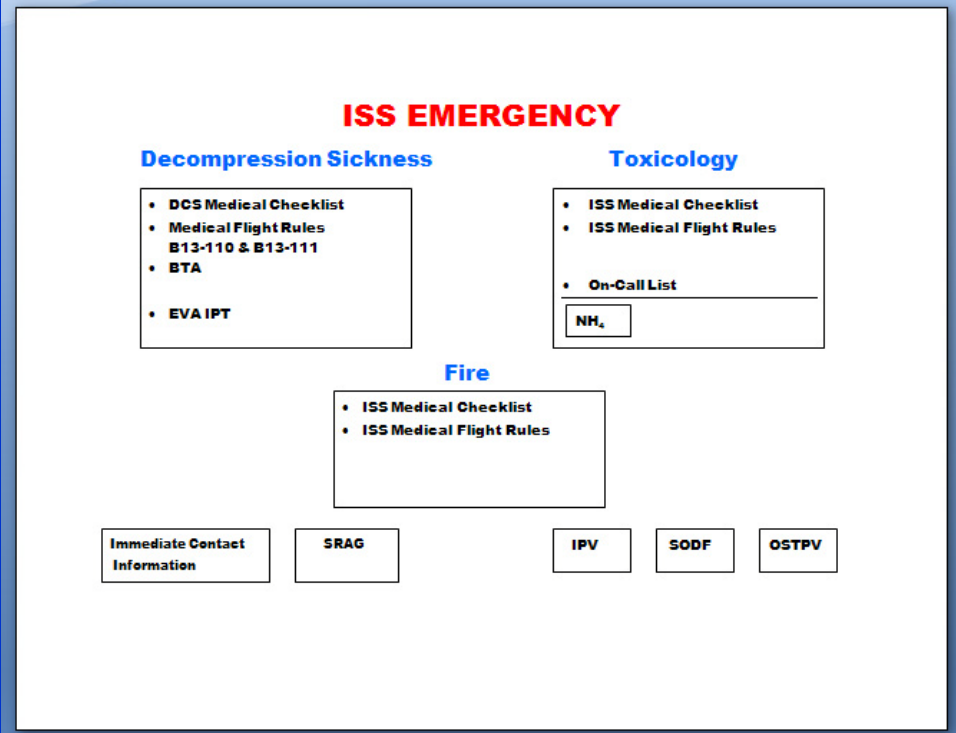 ISS EMERGENCY
Decompression Sickness
• DCS Medical Checklist
• Medical Flight Rules
B13-110 & B13-111
• BTA
• EVA IPT
Toxicology
• ISS Medical Checklist
• ISS Medical Flight Rules
• On-Call List
NH₄
Fire
• ISS Medical Checklist
• ISS Medical Flight Rules
Immediate Contact
Information
SRAG
IPV
SODF
OSTPV